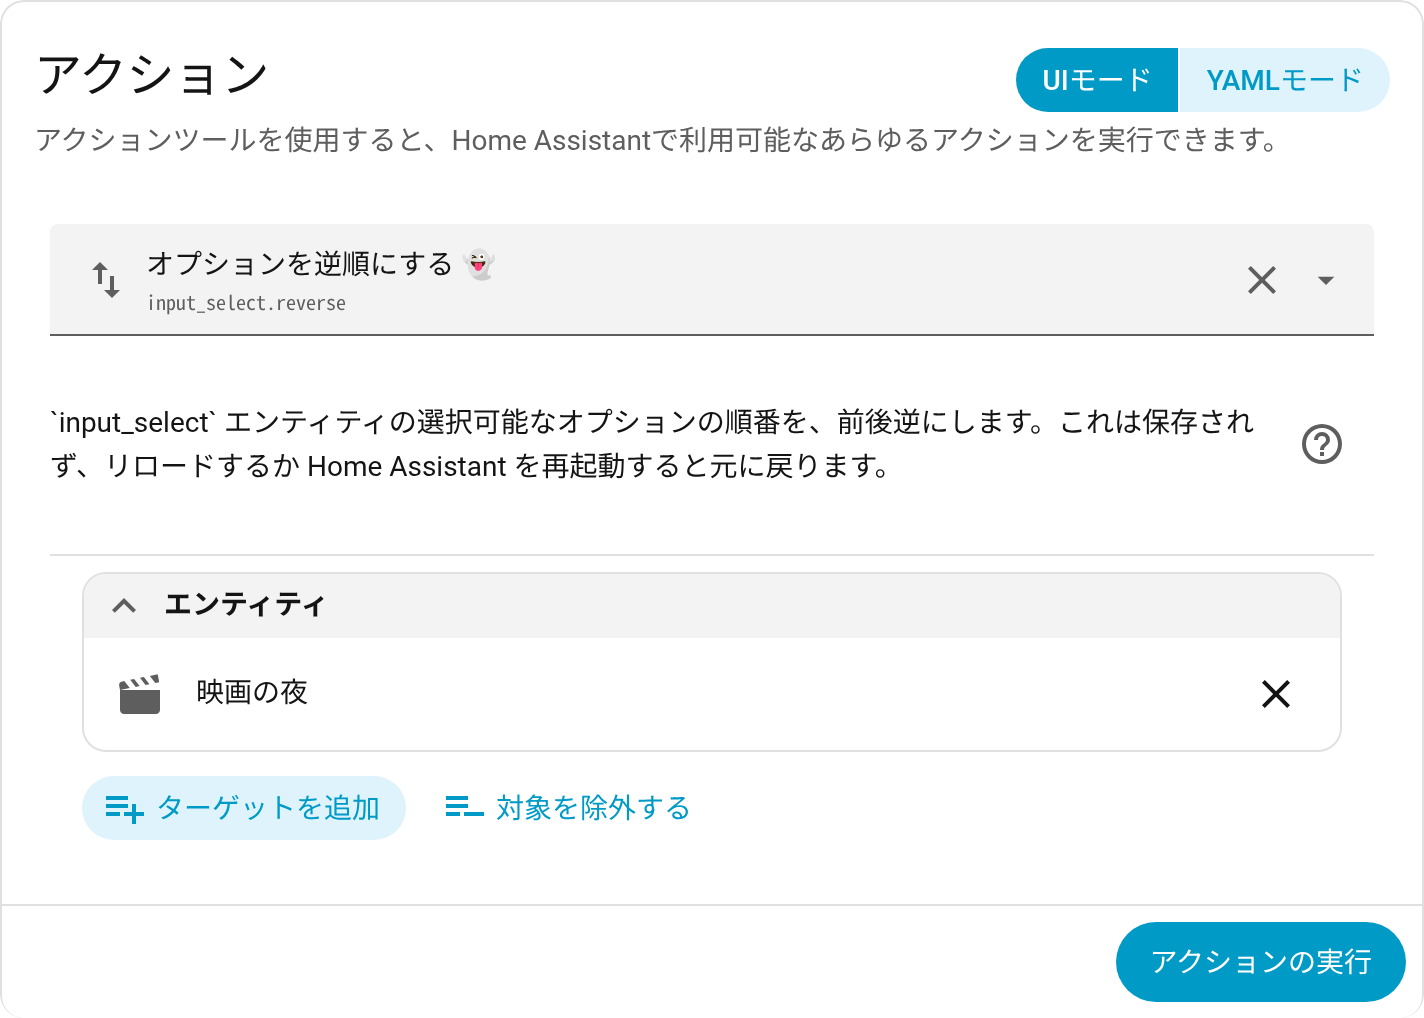 アクション
UIモード
YAMLモード
アクションツールを使用すると、Home Assistantで利用可能なあらゆるアクションを実行できます。
オプションを逆順にする 👻
input_select.reverse
`input_select` エンティティの選択可能なオプションの順番を、前後逆にします。これは保存され
ず、リロードするか Home Assistant を再起動すると元に戻ります。
エンティティ
映画の夜
ターゲットを追加
対象を除外する
アクションの実行